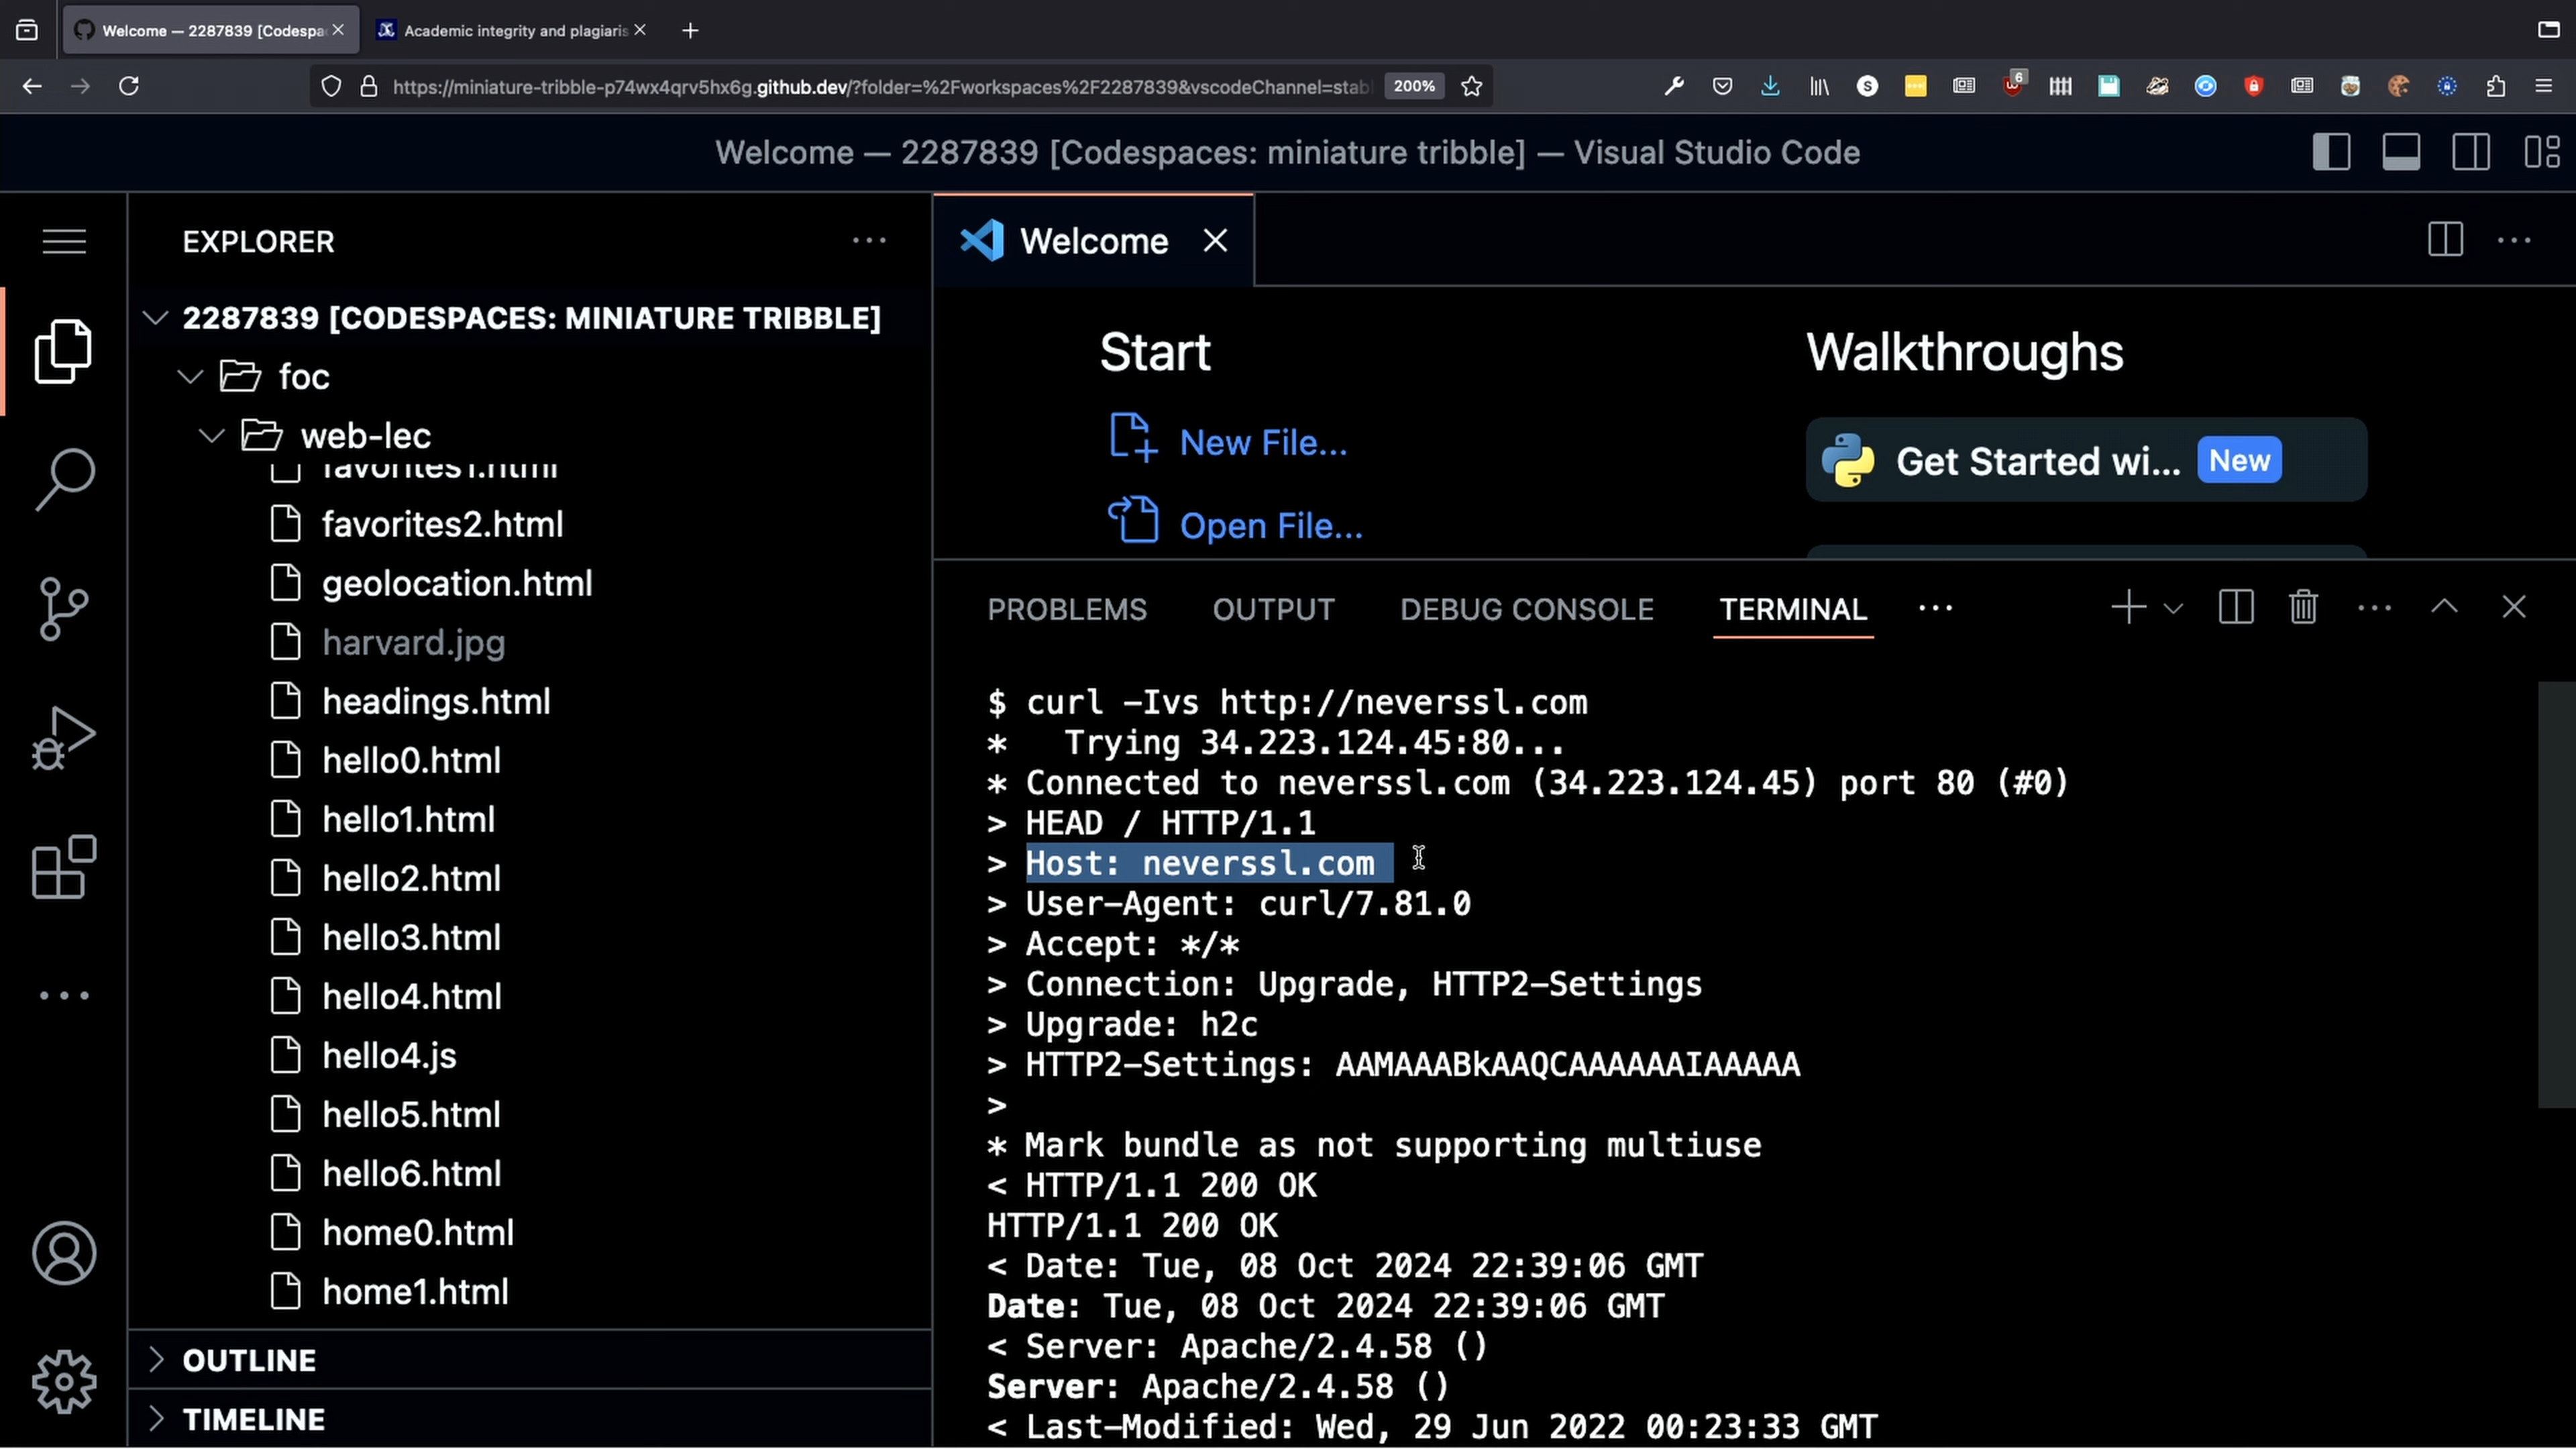 Welcome — 2287839 [Codespa
Academic integrity and plagiaris
https://miniature-tribble-p74wx4qrv5hx6g.github.dev/?folder=%2Fworkspaces%2F2287839&vscodeChannel=stabl
200%
6
Welcome — 2287839 [Codespaces: miniature tribble] — Visual Studio Code
EXPLORER
2287839 [CODESPACES: MINIATURE TRIBBLE]
foc
web-lec
favorites1.html
favorites2.html
geolocation.html
harvard.jpg
headings.html
hello0.html
hello1.html
hello2.html
hello3.html
hello4.html
hello4.js
hello5.html
hello6.html
home0.html
home1.html
OUTLINE
TIMELINE
Welcome
Start
New File...
Open File...
Walkthroughs
Get Started wi... New
PROBLEMS OUTPUT DEBUG CONSOLE TERMINAL
$ curl -Ivs http://neverssl.com
*   Trying 34.223.124.45:80...
* Connected to neverssl.com (34.223.124.45) port 80 (#0)
> HEAD / HTTP/1.1
> Host: neverssl.com
> User-Agent: curl/7.81.0
> Accept: */*
> Connection: Upgrade, HTTP2-Settings
> Upgrade: h2c
> HTTP2-Settings: AAMAAABkAAQCAAAAAAIAAAAA
>
* Mark bundle as not supporting multiuse
< HTTP/1.1 200 OK
HTTP/1.1 200 OK
< Date: Tue, 08 Oct 2024 22:39:06 GMT
Date: Tue, 08 Oct 2024 22:39:06 GMT
< Server: Apache/2.4.58 ()
Server: Apache/2.4.58 ()
< Last-Modified: Wed, 29 Jun 2022 00:23:33 GMT